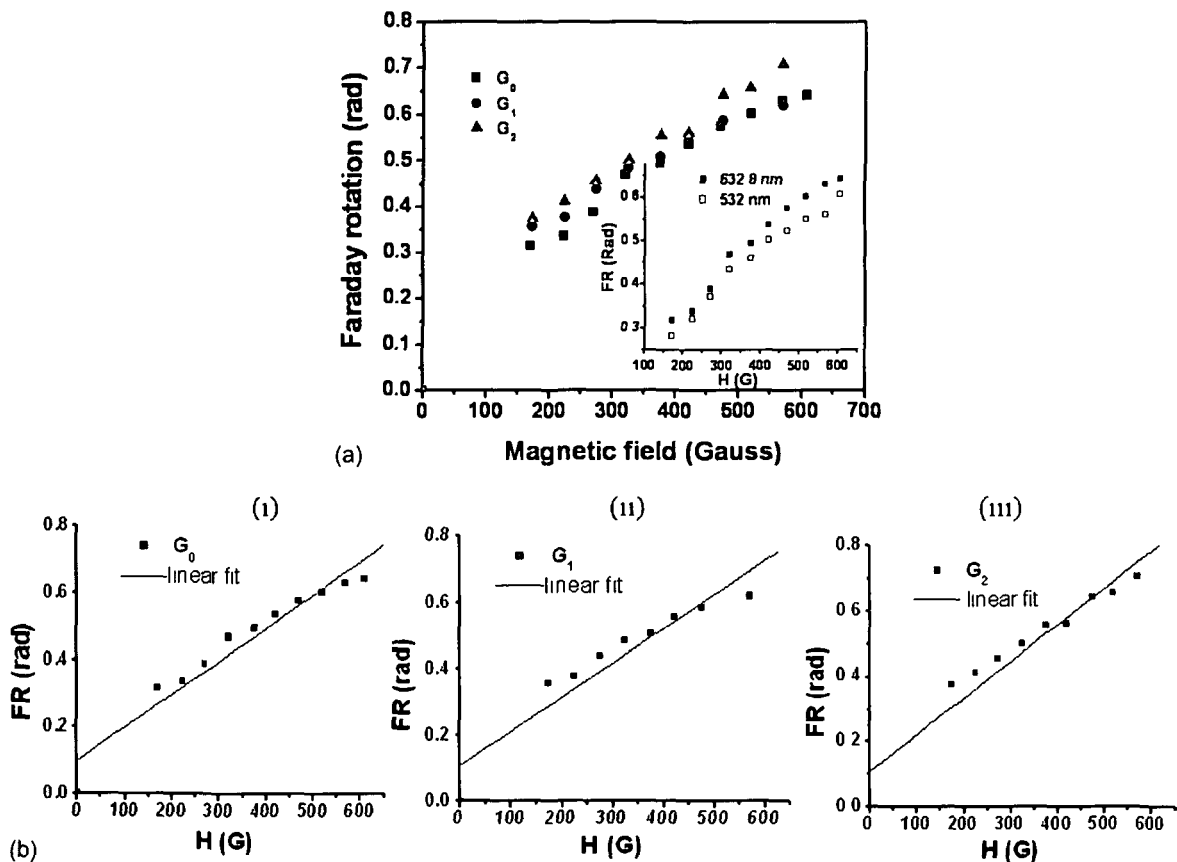 0.8
0.7
0.6
0.5
0.4
0.3
0.2
0.1
0.0
Faraday rotation (rad)
G0
G1
G2
632 8 nm
532 nm
0.6
0.5
0.4
0.3
FR (Rad)
100 200 300 400 500 600
H (G)
0 100 200 300 400 500 600 700
Magnetic field (Gauss)
(a)
(i)
0.8
0.6
0.4
0.2
0.0
FR (rad)
G0
linear fit
0 100 200 300 400 500 600
H (G)
(ii)
0.8
0.6
0.4
0.2
0.0
FR (rad)
G1
linear fit
0 100 200 300 400 500 600
H (G)
(iii)
0.8
0 6
0 4
0 2
0 0
FR (rad)
G2
linear fit
0 100 200 300 400 500 600
H (G)
(b)